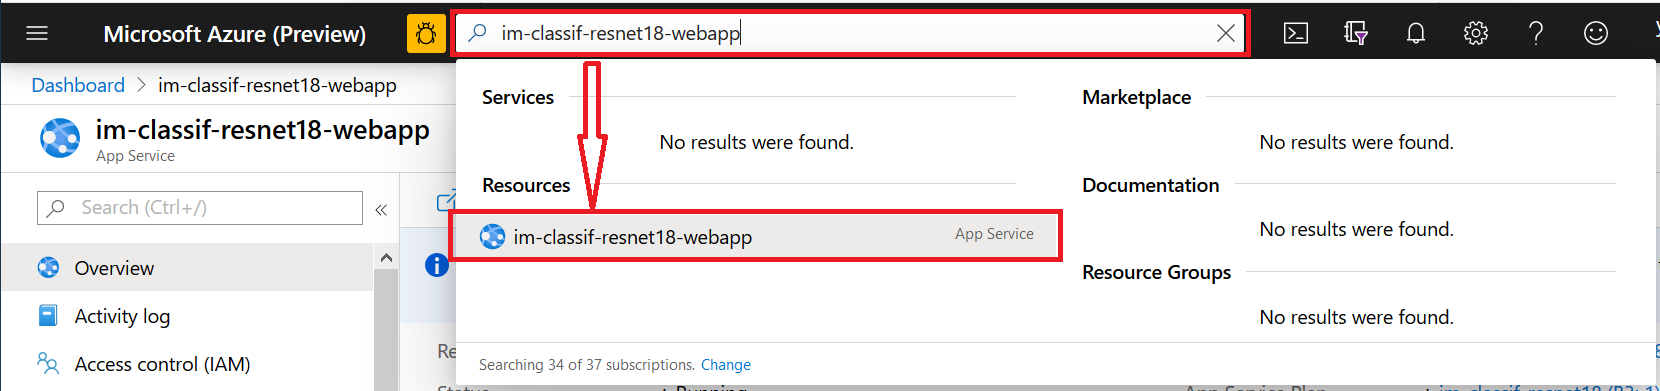 Microsoft Azure (Preview)
im-classif-resnet18-webapp
Dashboard > im-classif-resnet18-webapp
im-classif-resnet18-webapp
App Service
Search (Ctrl+/)
Overview
Activity log
Access control (IAM)
Services
No results were found.
Resources
im-classif-resnet18-webapp App Service
Marketplace
No results were found.
Documentation
No results were found.
Resource Groups
No results were found.
Searching 34 of 37 subscriptions. Change